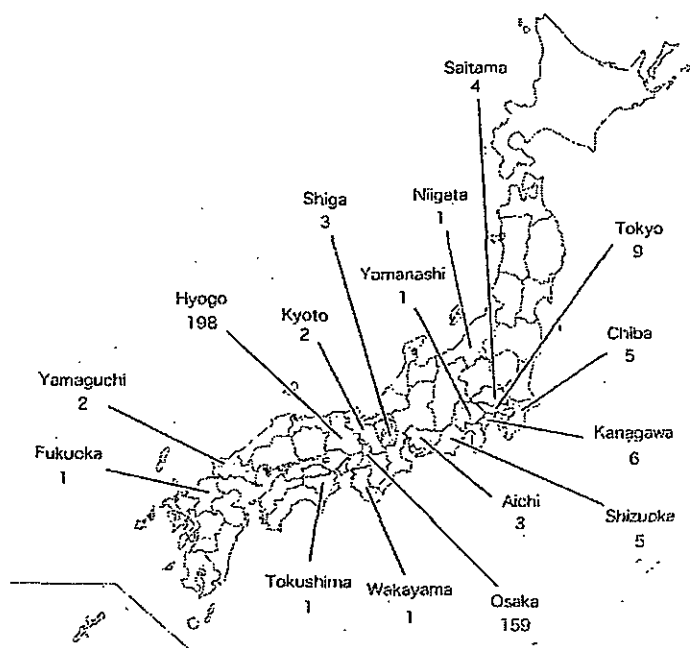 Saitama
4
Shiga
3
Niigata
1
Tokyo
9
Yamanashi
1
Hyogo
198
Kyoto
2
Chiba
5
Yamaguchi
2
Kanagawa
6
Fukuoka
1
Aichi
3
Shizuoka
5
Tokushima
1
Wakayama
1
Osaka
159